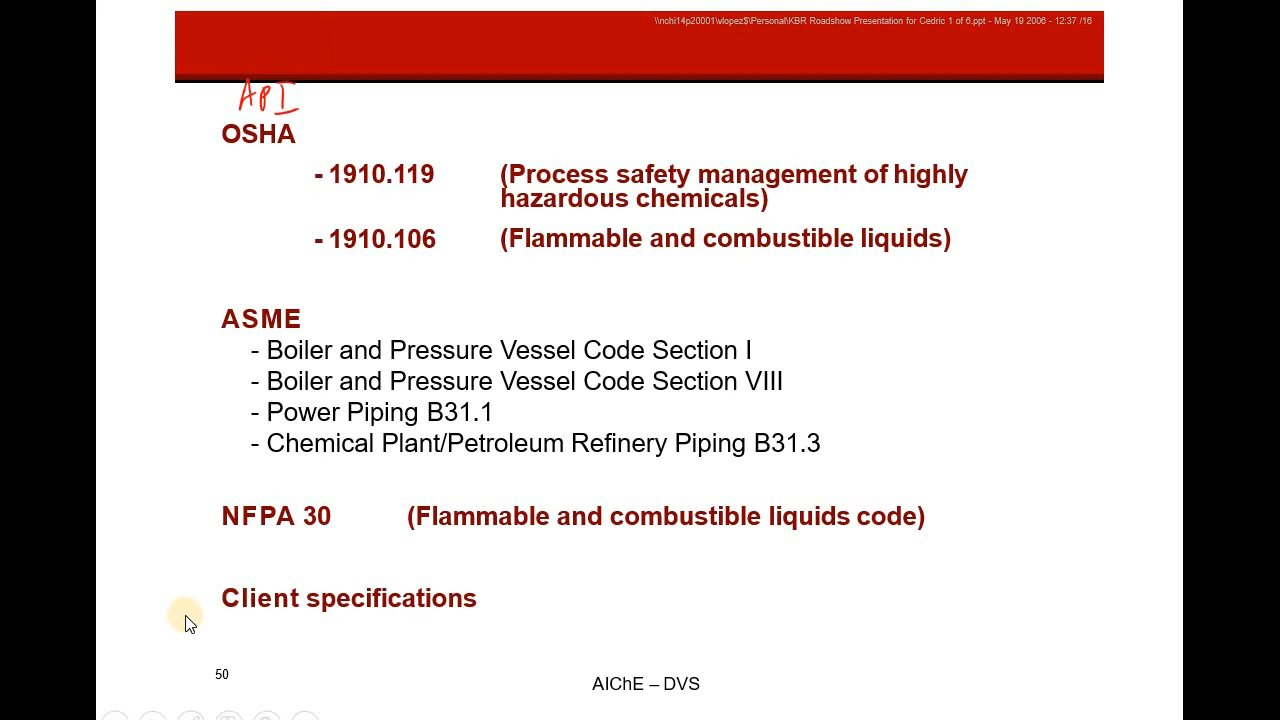 \\nchi14p20001\vlopez$\Personal\KBR Roadshow Presentation for Cedric 1 of 6.ppt - May 19 2006 - 12:37 /16
API
OSHA
- 1910.119 (Process safety management of highly
hazardous chemicals)
- 1910.106 (Flammable and combustible liquids)
ASME
- Boiler and Pressure Vessel Code Section I
- Boiler and Pressure Vessel Code Section VIII
- Power Piping B31.1
- Chemical Plant/Petroleum Refinery Piping B31.3
NFPA 30 (Flammable and combustible liquids code)
Client specifications
50
AIChE – DVS